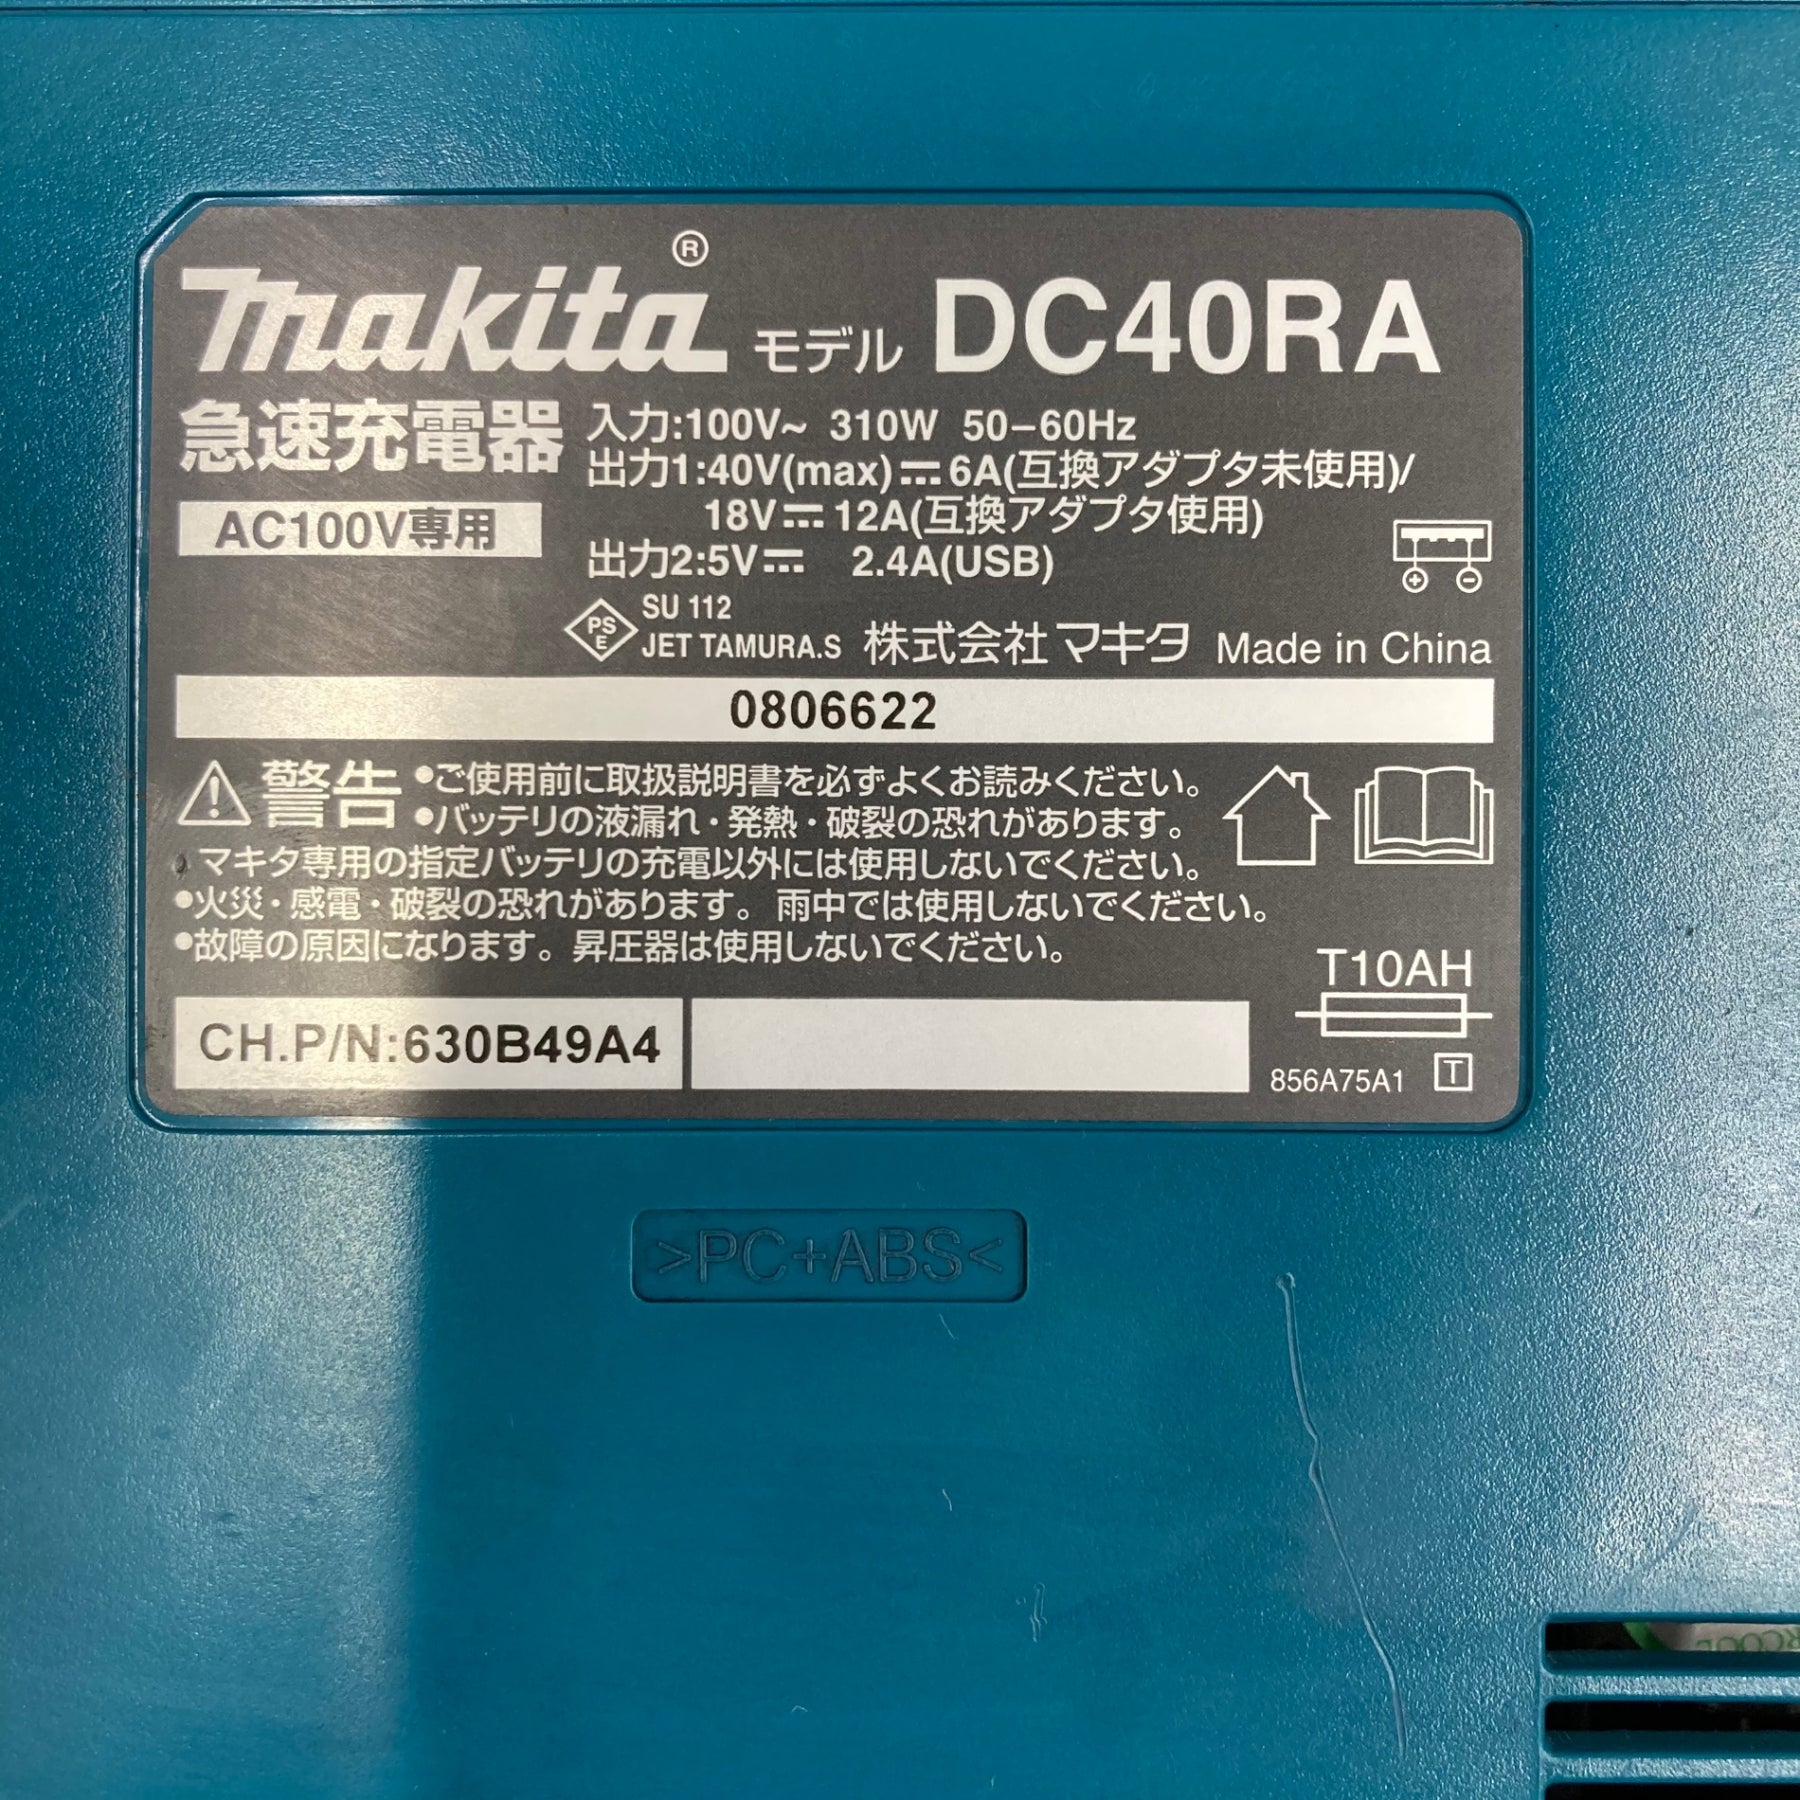 makita® モデル DC40RA
急速充電器
AC100V専用
入力:100V~ 310W 50-60Hz
出力1:40V(max)⎓6A(互換アダプタ未使用)/
18V⎓12A(互換アダプタ使用)
出力2:5V⎓ 2.4A(USB)
PS
E
SU 112
JET TAMURA.S 株式会社マキタ Made in China
0806622
警告 •ご使用前に取扱説明書を必ずよくお読みください。
•バッテリの液漏れ・発熱・破裂の恐れがあります。
マキタ専用の指定バッテリの充電以外には使用しないでください。
•火災・感電・破裂の恐れがあります。雨中では使用しないでください。
•故障の原因になります。昇圧器は使用しないでください。
T10AH
CH.P/N:630B49A4
856A75A1 T
>PC+ABS<